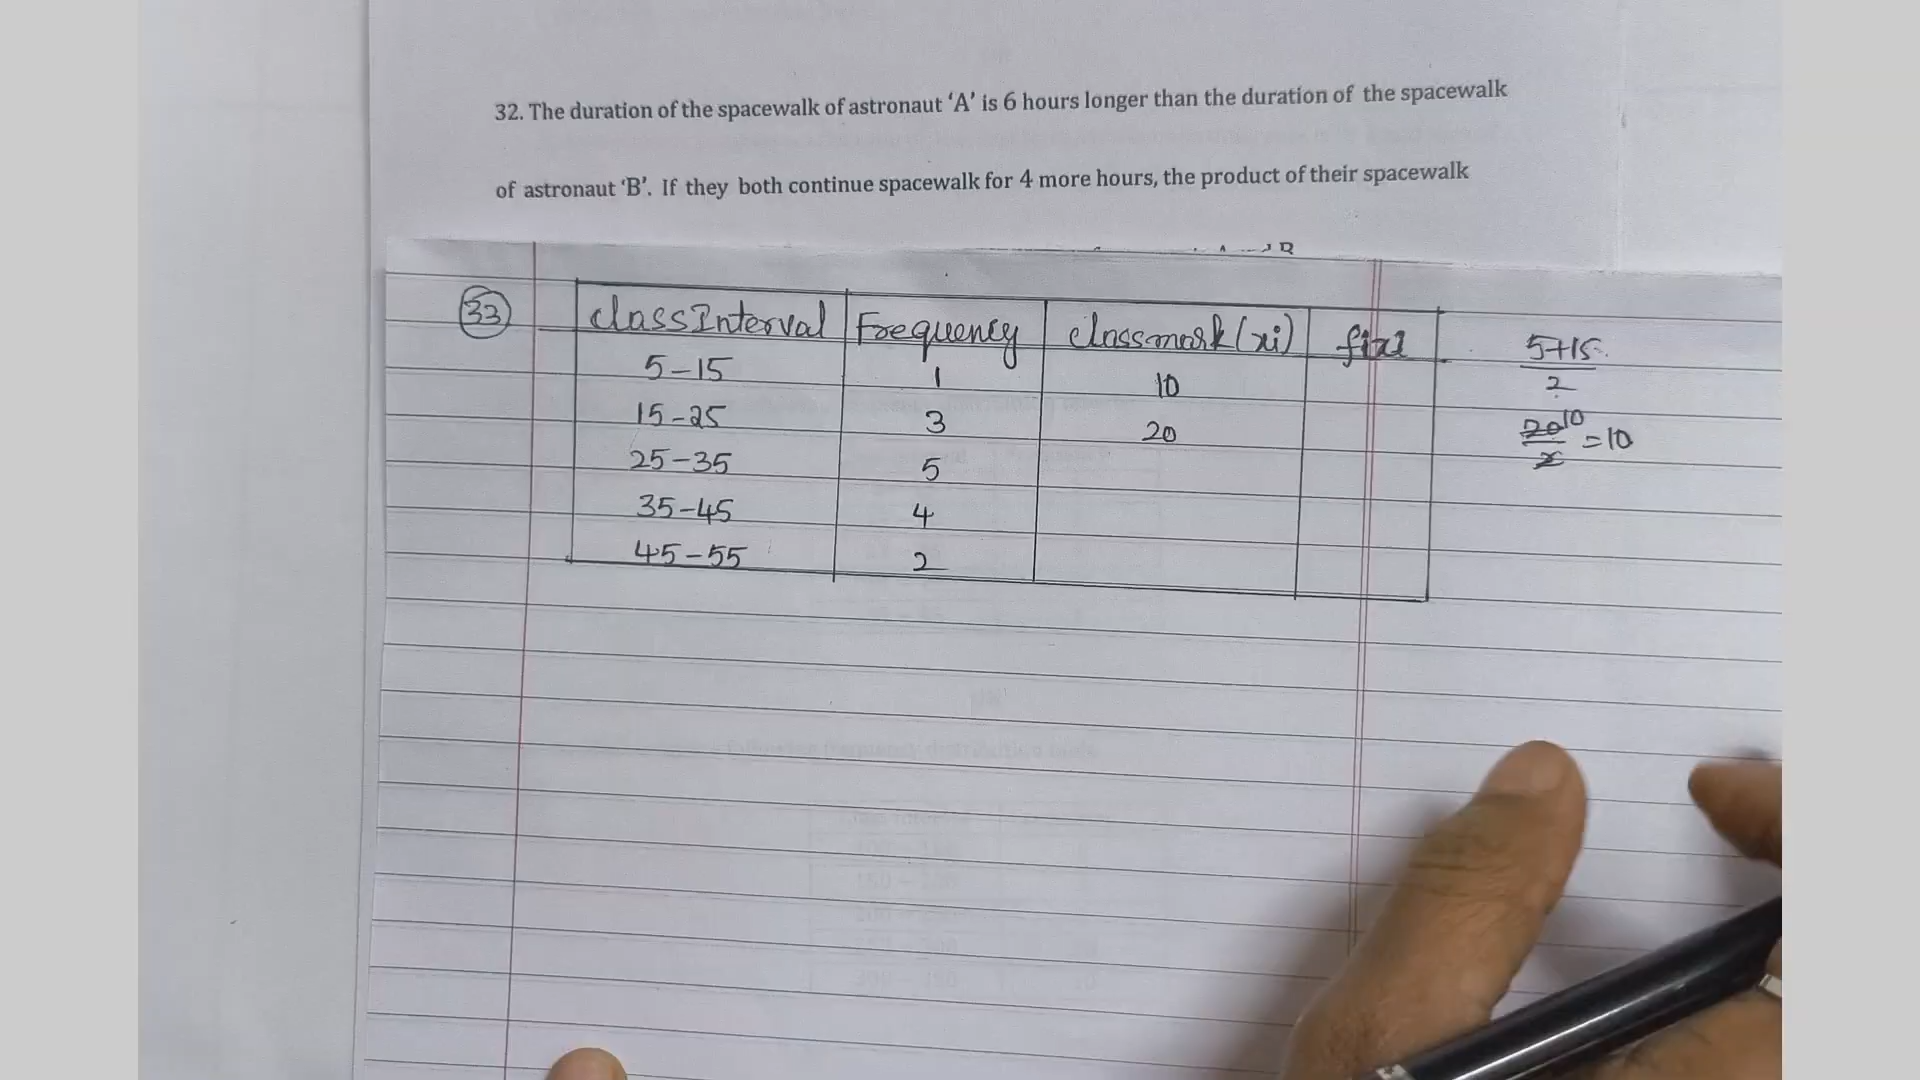 32. The duration of the spacewalk of astronaut ‘A’ is 6 hours longer than the duration of the spacewalk
of astronaut ‘B’. If they both continue spacewalk for 4 more hours, the product of their spacewalk
33
class Interval Frequency classmark (xi) fixi
5-15 1 10
15-25 3 20
25-35 5
35-45 4
45-55 2
5+15
2
20 10
2 = 10